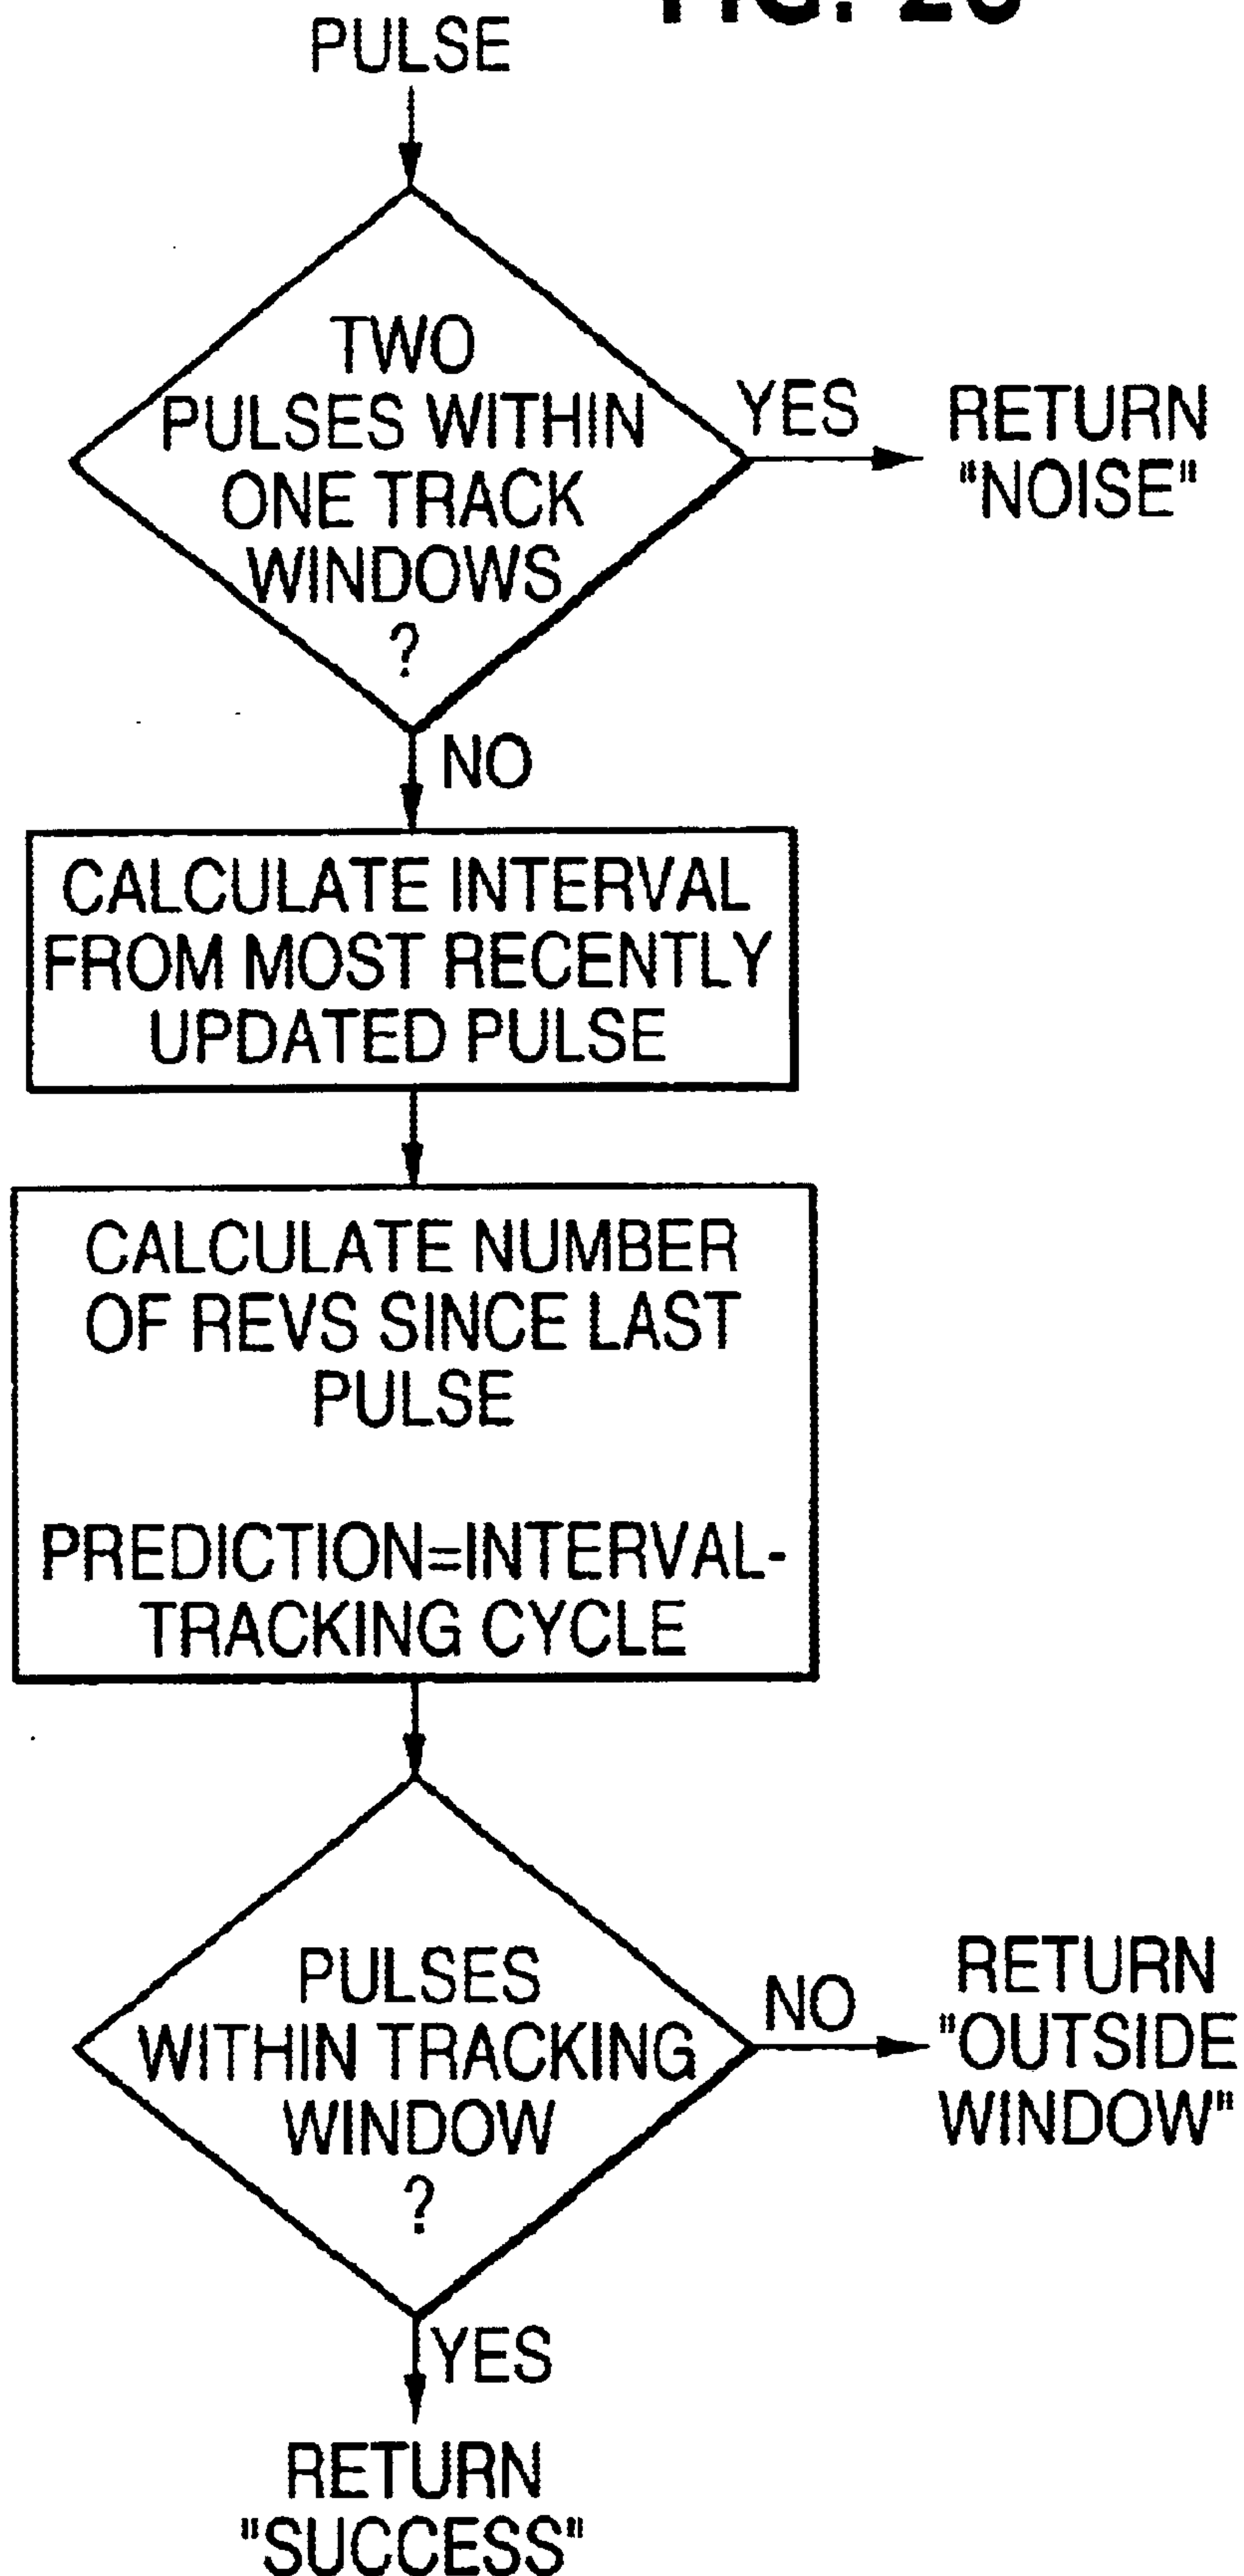 PULSE
TWO
PULSES WITHIN
ONE TRACK
WINDOWS
?
YES
RETURN
"NOISE"
NO
CALCULATE INTERVAL
FROM MOST RECENTLY
UPDATED PULSE
CALCULATE NUMBER
OF REVS SINCE LAST
PULSE
PREDICTION=INTERVAL-
TRACKING CYCLE
PULSES
WITHIN TRACKING
WINDOW
?
NO
RETURN
"OUTSIDE
WINDOW"
YES
RETURN
"SUCCESS"